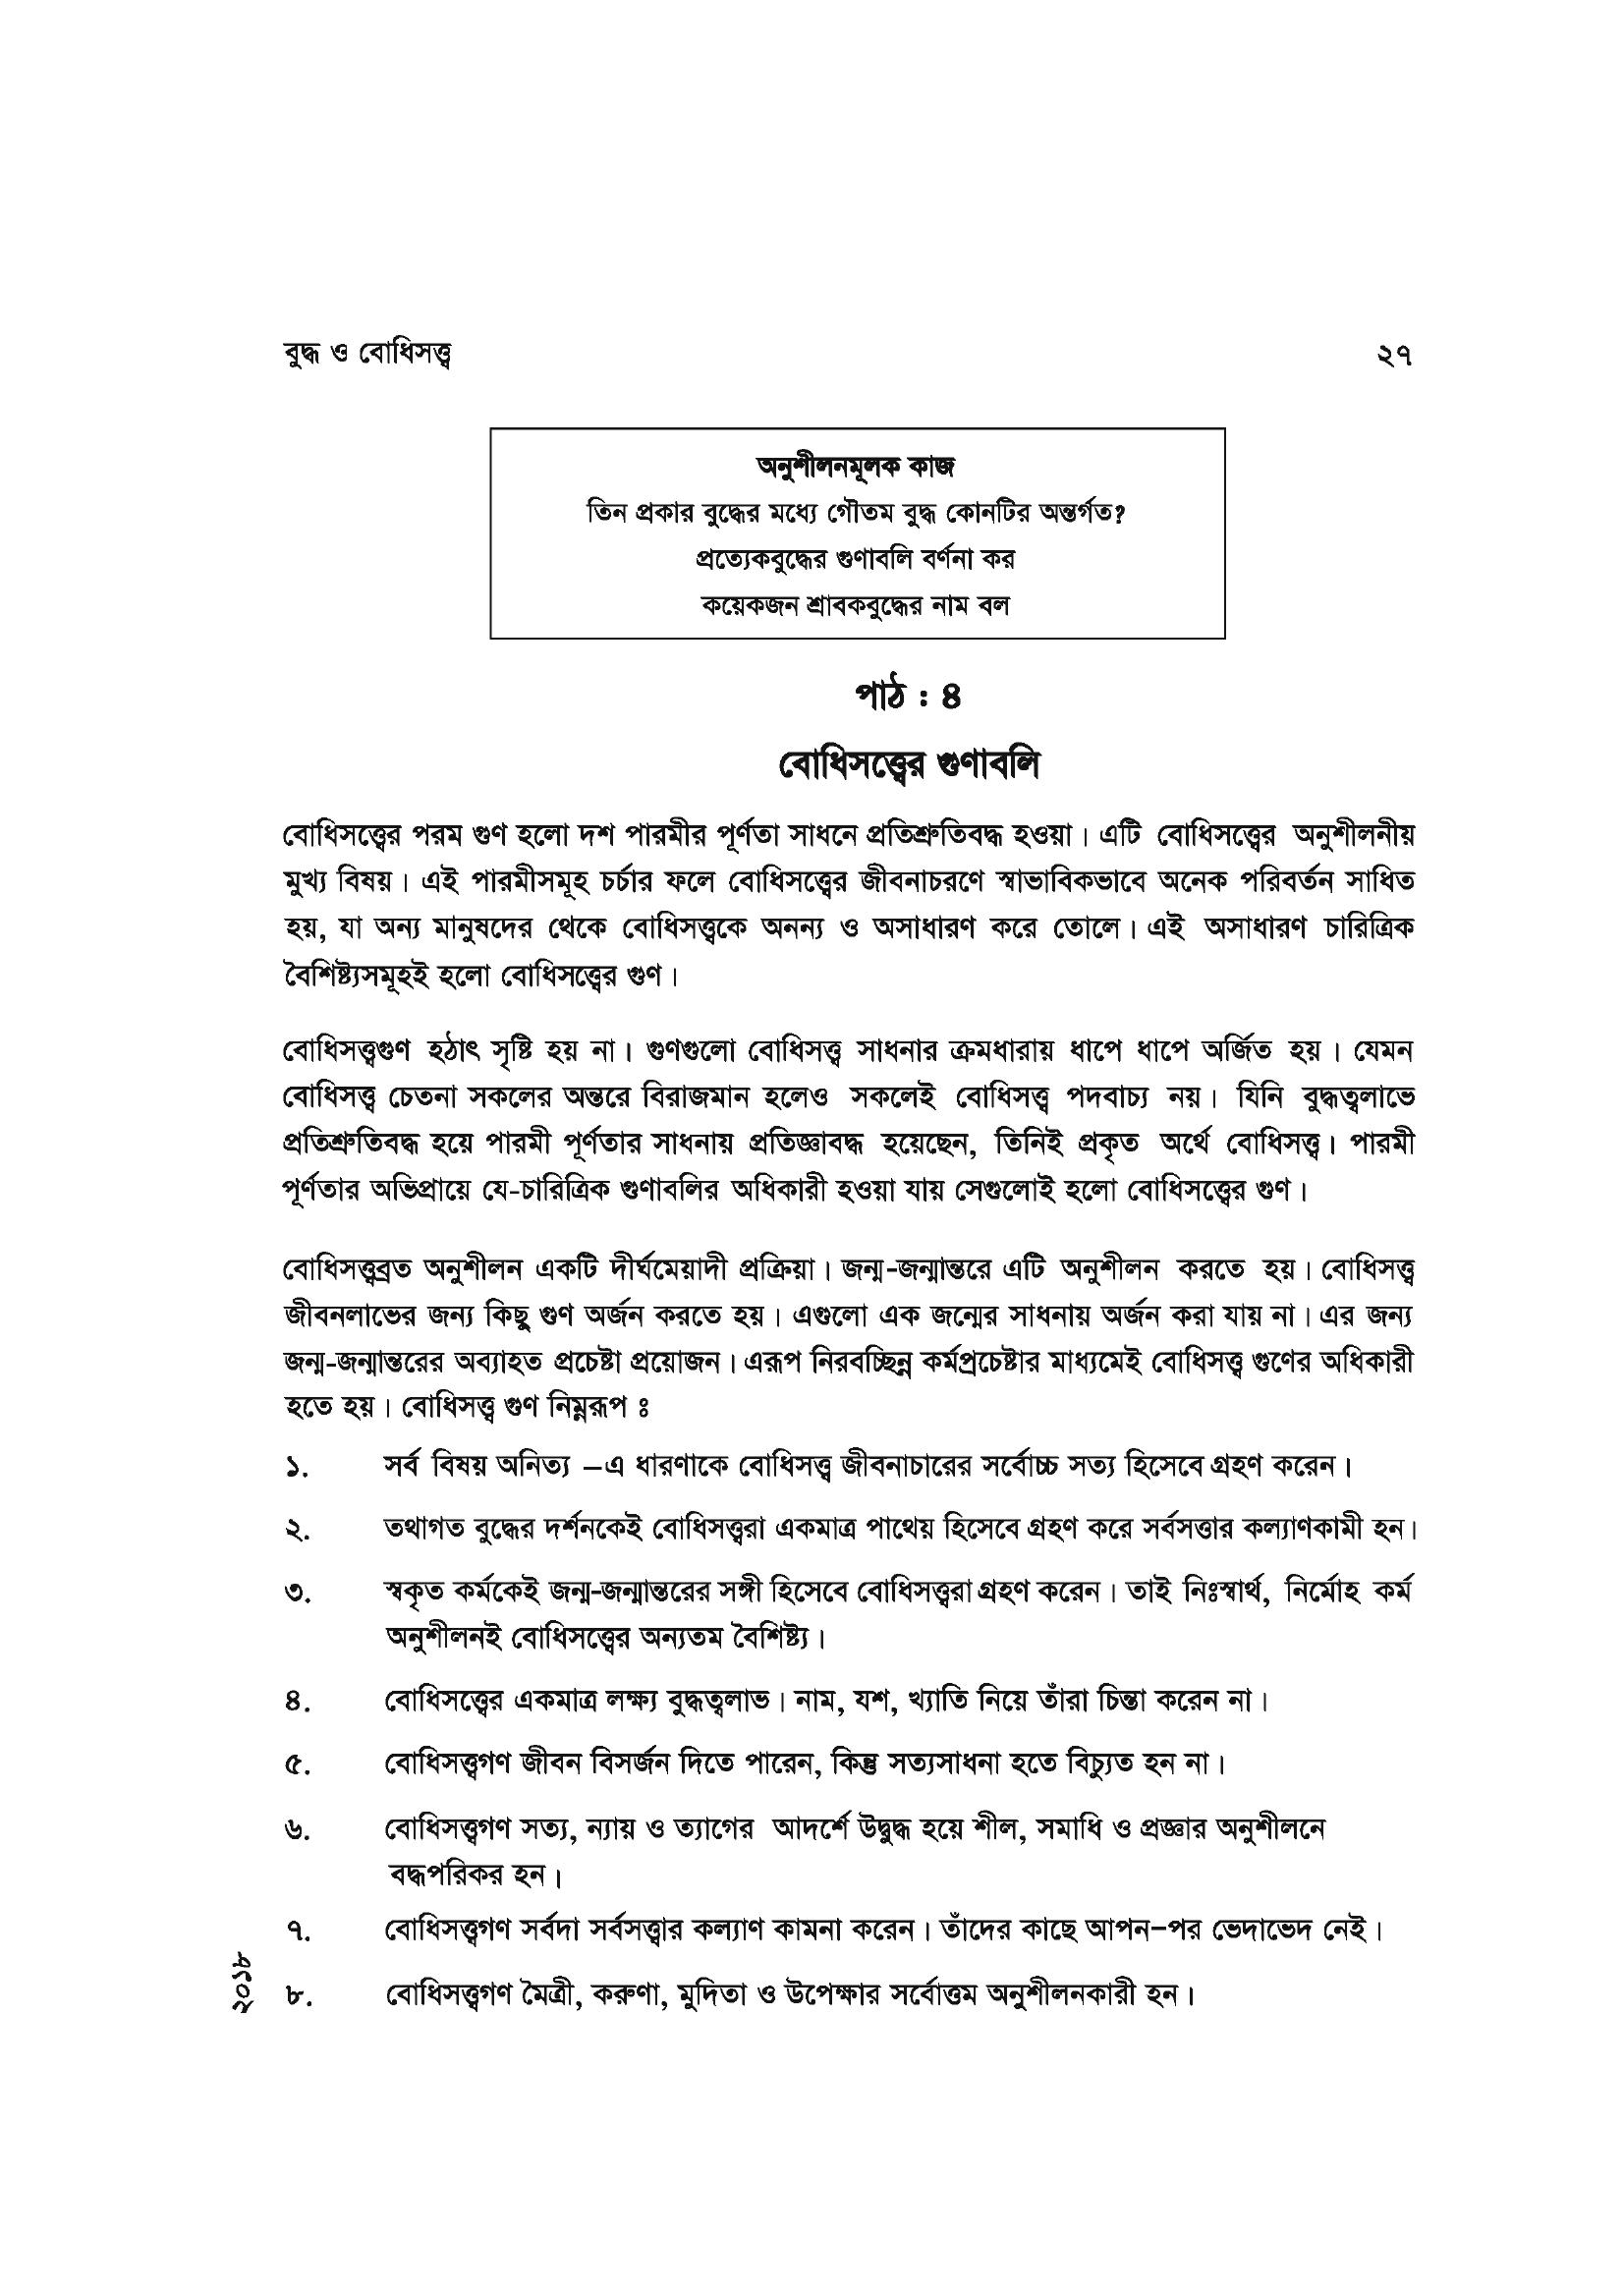 বুদ্ধ ও বোধিসত্ত্ব ২৭
অনুশীলনমূলক কাজ
তিন প্রকার বুদ্ধের মধ্যে গৌতম বুদ্ধ কোনটির অন্তর্গত?
প্রত্যেকবুদ্ধের গুণাবলি বর্ণনা কর
কয়েকজন শ্রাবকবুদ্ধের নাম বল
পাঠ : ৪
বোধিসত্ত্বের গুণাবলি
বোধিসত্ত্বের পরম গুণ হলো দশ পারমীর পূর্ণতা সাধনে প্রতিশ্রুতিবদ্ধ হওয়া। এটি বোধিসত্ত্বের অনুশীলনীয়
মুখ্য বিষয়। এই পারমীসমূহ চর্চার ফলে বোধিসত্ত্বের জীবনাচরণে স্বাভাবিকভাবে অনেক পরিবর্তন সাধিত
হয়, যা অন্য মানুষদের থেকে বোধিসত্ত্বকে অনন্য ও অসাধারণ করে তোলে। এই অসাধারণ চারিত্রিক
বৈশিষ্ট্যসমূহই হলো বোধিসত্ত্বের গুণ।
বোধিসত্ত্বগুণ হঠাৎ সৃষ্টি হয় না। গুণগুলো বোধিসত্ত্ব সাধনার ক্রমধারায় ধাপে ধাপে অর্জিত হয়। যেমন
বোধিসত্ত্ব চেতনা সকলের অন্তরে বিরাজমান হলেও সকলেই বোধিসত্ত্ব পদবাচ্য নয়। যিনি বুদ্ধত্বলাভে
প্রতিশ্রুতিবদ্ধ হয়ে পারমী পূর্ণতার সাধনায় প্রতিজ্ঞাবদ্ধ হয়েছেন, তিনিই প্রকৃত অর্থে বোধিসত্ত্ব। পারমী
পূর্ণতার অভিপ্রায়ে যে-চারিত্রিক গুণাবলির অধিকারী হওয়া যায় সেগুলোই হলো বোধিসত্ত্বের গুণ।
বোধিসত্ত্বব্রত অনুশীলন একটি দীর্ঘমেয়াদী প্রক্রিয়া। জন্ম-জন্মান্তরে এটি অনুশীলন করতে হয়। বোধিসত্ত্ব
জীবনলাভের জন্য কিছু গুণ অর্জন করতে হয়। এগুলো এক জন্মের সাধনায় অর্জন করা যায় না। এর জন্য
জন্ম-জন্মান্তরের অব্যাহত প্রচেষ্টা প্রয়োজন। এরূপ নিরবচ্ছিন্ন কর্মপ্রচেষ্টার মাধ্যমেই বোধিসত্ত্ব গুণের অধিকারী
হতে হয়। বোধিসত্ত্ব গুণ নিম্নরূপ ঃ
১. সর্ব বিষয় অনিত্য –এ ধারণাকে বোধিসত্ত্ব জীবনাচারের সর্বোচ্চ সত্য হিসেবে গ্রহণ করেন।
২. তথাগত বুদ্ধের দর্শনকেই বোধিসত্ত্বরা একমাত্র পাথেয় হিসেবে গ্রহণ করে সর্বসত্তার কল্যাণকামী হন।
৩. স্বকৃত কর্মকেই জন্ম-জন্মান্তরের সঙ্গী হিসেবে বোধিসত্ত্বরা গ্রহণ করেন। তাই নিঃস্বার্থ, নির্মোহ কর্ম
অনুশীলনই বোধিসত্ত্বের অন্যতম বৈশিষ্ট্য।
৪. বোধিসত্ত্বের একমাত্র লক্ষ্য বুদ্ধত্বলাভ। নাম, যশ, খ্যাতি নিয়ে তাঁরা চিন্তা করেন না।
৫. বোধিসত্ত্বগণ জীবন বিসর্জন দিতে পারেন, কিন্তু সত্যসাধনা হতে বিচ্যুত হন না।
৬. বোধিসত্ত্বগণ সত্য, ন্যায় ও ত্যাগের আদর্শে উদ্বুদ্ধ হয়ে শীল, সমাধি ও প্রজ্ঞার অনুশীলনে
বদ্ধপরিকর হন।
৭. বোধিসত্ত্বগণ সর্বদা সর্বসত্ত্বার কল্যাণ কামনা করেন। তাঁদের কাছে আপন–পর ভেদাভেদ নেই।
৮. বোধিসত্ত্বগণ মৈত্রী, করুণা, মুদিতা ও উপেক্ষার সর্বোত্তম অনুশীলনকারী হন।
২০১৮